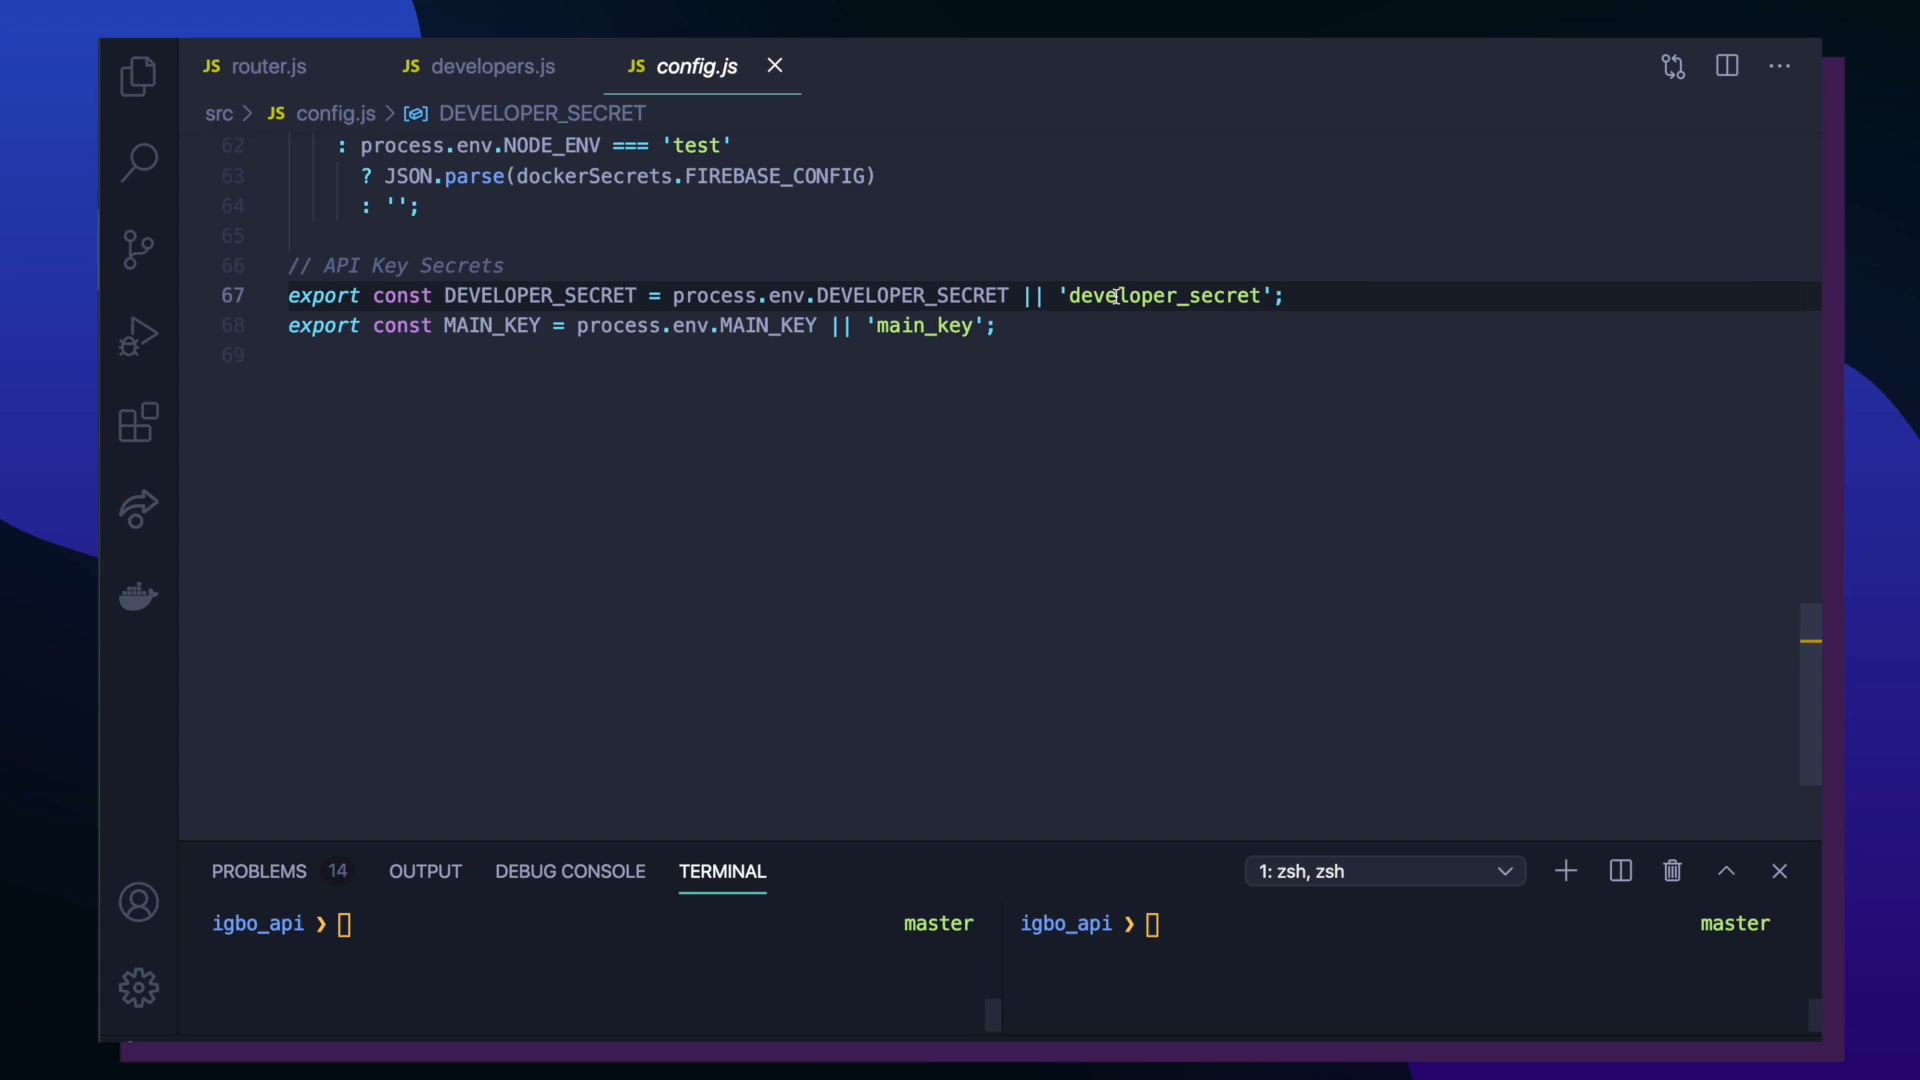 JS router.js JS developers.js JS config.js
src > JS config.js > DEVELOPER_SECRET
62 : process.env.NODE_ENV === 'test'
63 ? JSON.parse(dockerSecrets.FIREBASE_CONFIG)
64 : '';
65
66 // API Key Secrets
67 export const DEVELOPER_SECRET = process.env.DEVELOPER_SECRET || 'developer_secret';
68 export const MAIN_KEY = process.env.MAIN_KEY || 'main_key';
69
PROBLEMS 14 OUTPUT DEBUG CONSOLE TERMINAL 1: zsh, zsh
igbo_api ❯ master igbo_api ❯ master